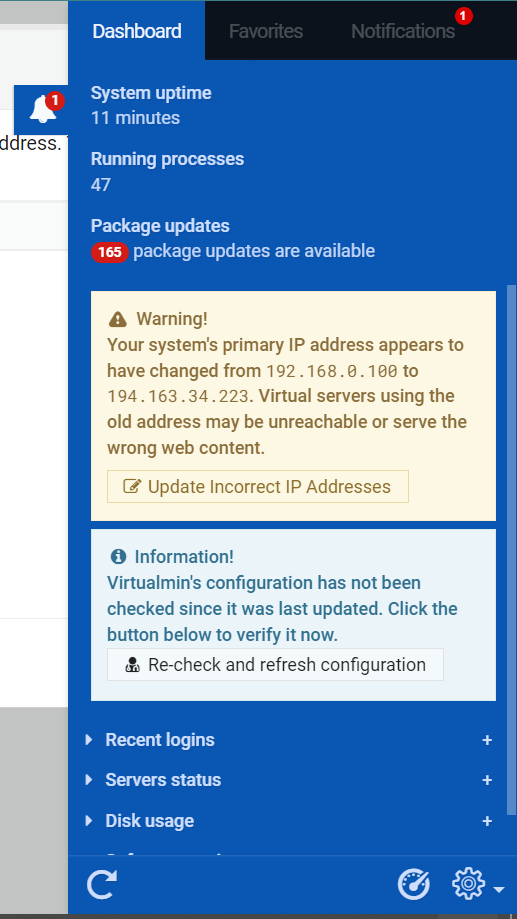 Dashboard
Favorites
Notifications
1
1
ddress.
System uptime
11 minutes
Running processes
47
Package updates
165 package updates are available
Warning!
Your system's primary IP address appears to
have changed from 192.168.0.100 to
194.163.34.223. Virtual servers using the
old address may be unreachable or serve the
wrong web content.
Update Incorrect IP Addresses
Information!
Virtualmin's configuration has not been
checked since it was last updated. Click the
button below to verify it now.
Re-check and refresh configuration
Recent logins +
Servers status +
Disk usage +